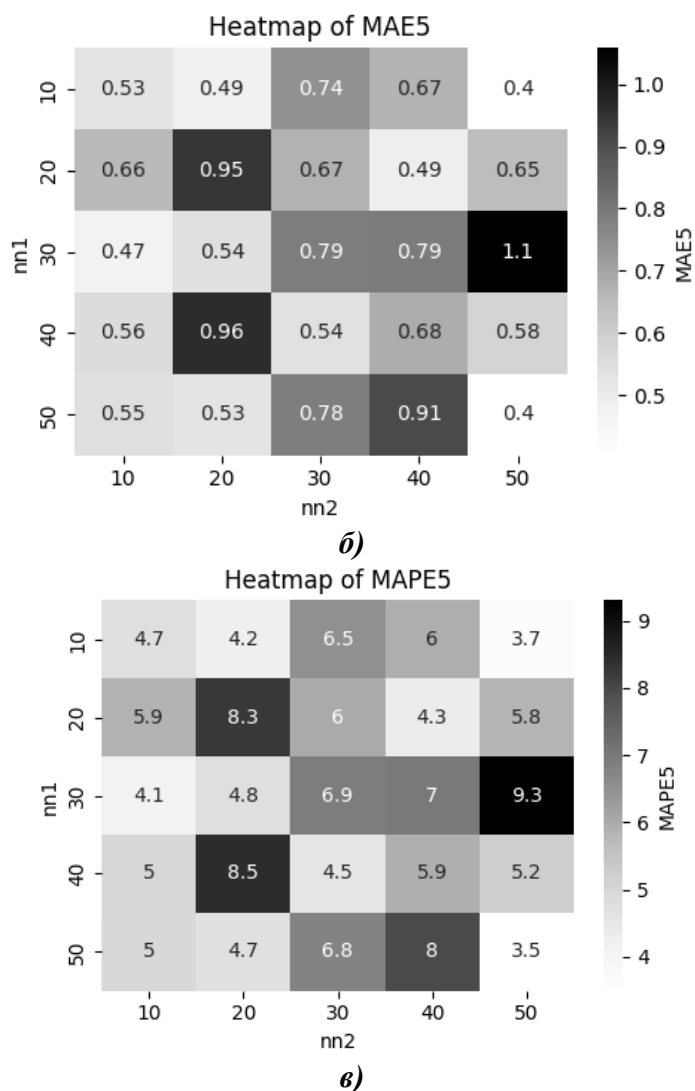 Heatmap of MAE5
10 0.53 0.49 0.74 0.67 0.4 1.0
20 0.66 0.95 0.67 0.49 0.65 0.9
nn1 30 0.47 0.54 0.79 0.79 1.1 0.8 MAE5
40 0.56 0.96 0.54 0.68 0.58 0.7
0.6
50 0.55 0.53 0.78 0.91 0.4 0.5
10 20 30 40 50
nn2
б)
Heatmap of MAPE5
10 4.7 4.2 6.5 6 3.7 9
20 5.9 8.3 6 4.3 5.8 8
7
nn1 30 4.1 4.8 6.9 7 9.3 MAPE5
6
40 5 8.5 4.5 5.9 5.2 5
50 5 4.7 6.8 8 3.5 4
10 20 30 40 50
nn2
в)